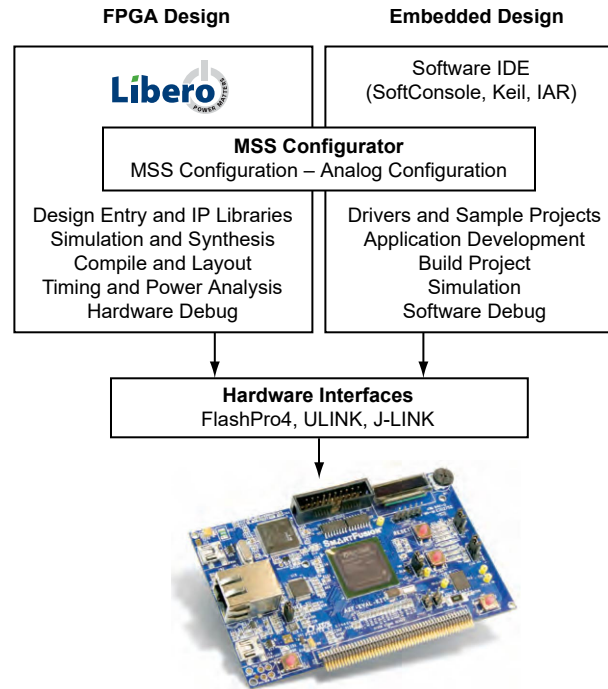 FPGA Design
Embedded Design
Libero
POWER MATTERS
Software IDE
(SoftConsole, Keil, IAR)
MSS Configurator
MSS Configuration – Analog Configuration
Design Entry and IP Libraries
Simulation and Synthesis
Compile and Layout
Timing and Power Analysis
Hardware Debug
Drivers and Sample Projects
Application Development
Build Project
Simulation
Software Debug
Hardware Interfaces
FlashPro4, ULINK, J-LINK
SMARTFUSION